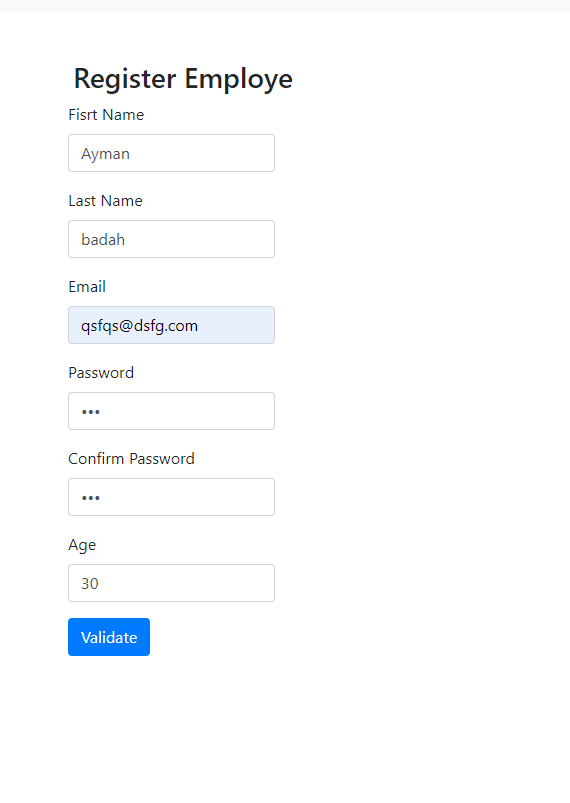 Register Employe
Fisrt Name
Ayman
Last Name
badah
Email
qsfqs@dsfg.com
Password
•••
Confirm Password
•••
Age
30
Validate